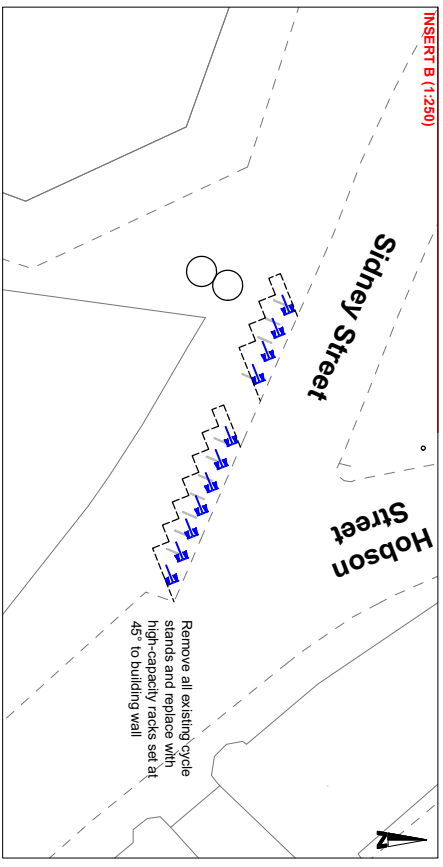 INSERT B (1:250)
Sidney Street
Hobson
Street
Remove all existing cycle
stands and replace with
high-capacity racks set at
45° to building wall
N